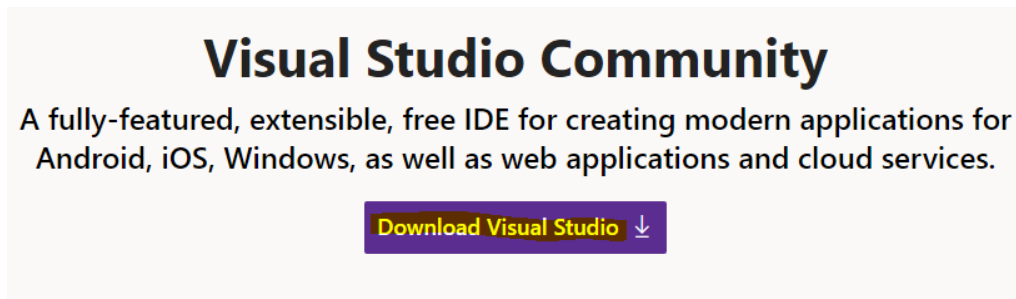 Visual Studio Community
A fully-featured, extensible, free IDE for creating modern applications for
Android, iOS, Windows, as well as web applications and cloud services.
Download Visual Studio